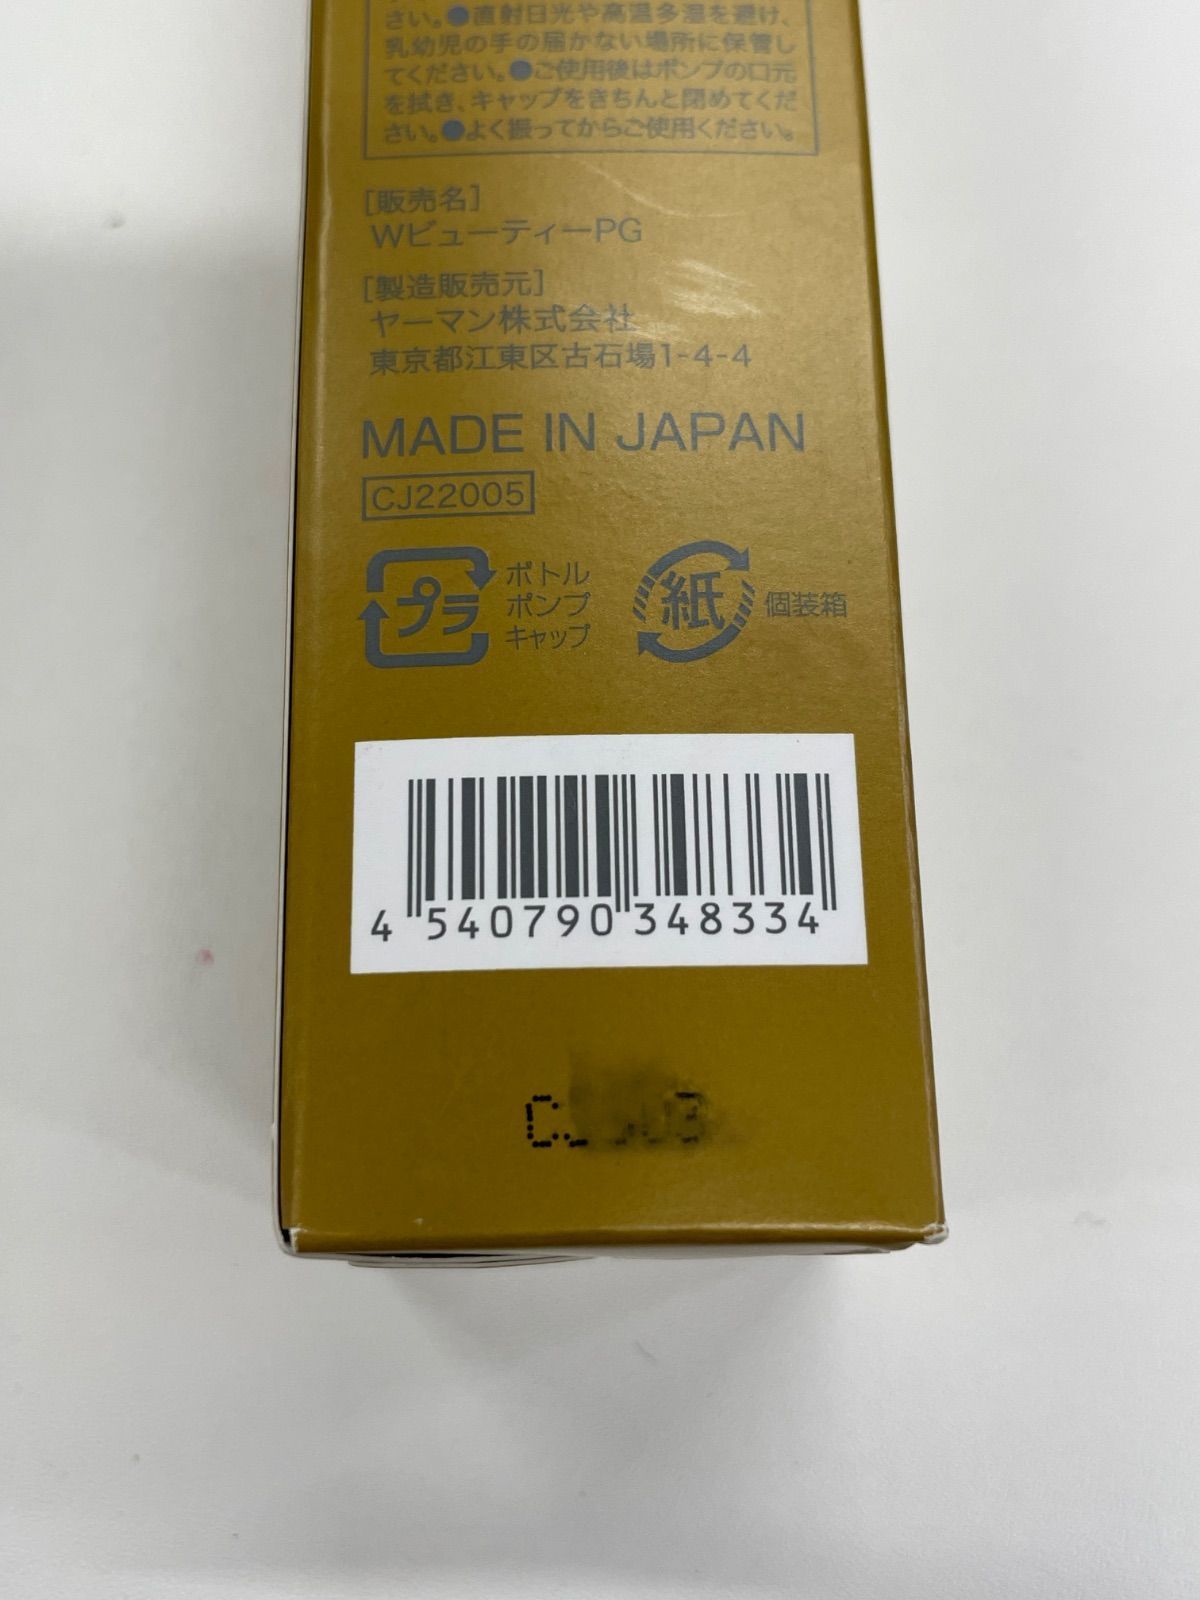 さい。●直射日光や高温多湿を避け、
乳幼児の手の届かない場所に保管し
てください。●ご使用後はポンプの口元
を拭き、キャップをきちんと閉めてくだ
さい。●よく振ってからご使用ください。
[販売名]
WビューティーPG
[製造販売元]
ヤーマン株式会社
東京都江東区古石場1-4-4
MADE IN JAPAN
CJ22005
プラ
ボトル
ポンプ
キャップ
紙
個装箱
4 540790 348334